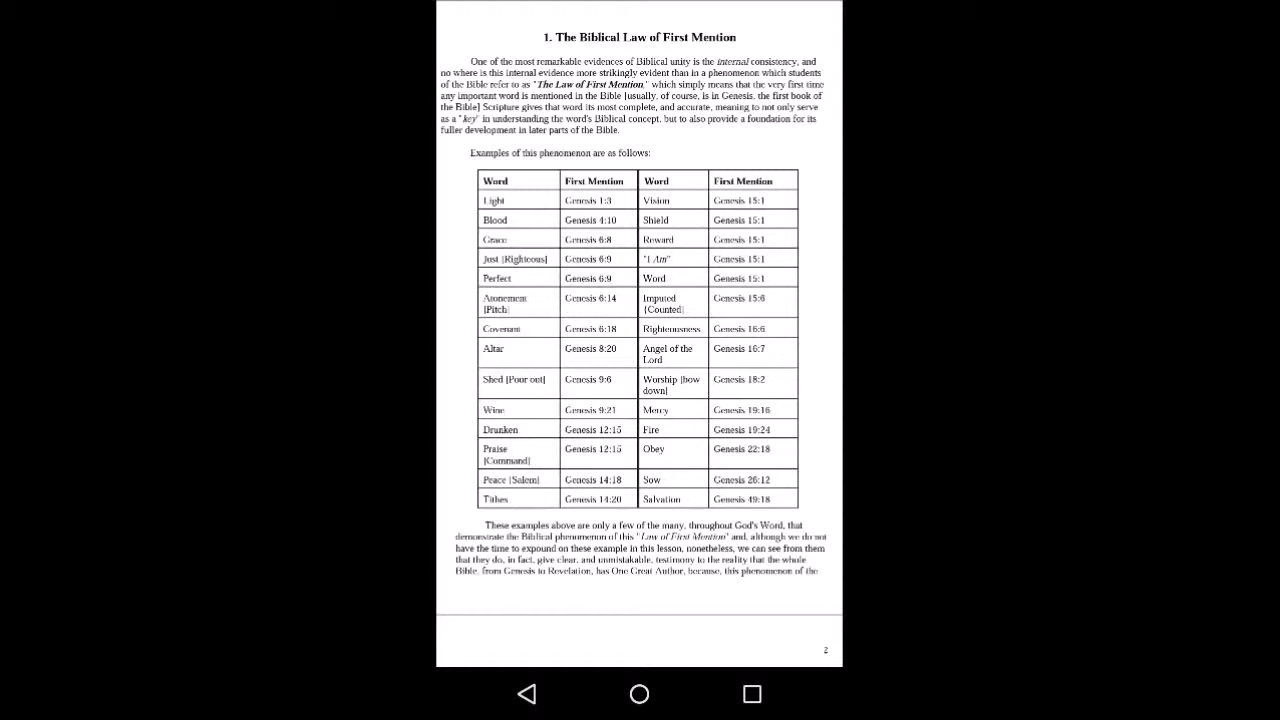 1. The Biblical Law of First Mention
One of the most remarkable evidences of Biblical unity is the internal consistency, and
no where is this internal evidence more strikingly evident than in a phenomenon which students
of the Bible refer to as "The Law of First Mention," which simply means that the very first time
any important word is mentioned in the Bible [usually, of course, is in Genesis, the first book of
the Bible] Scripture gives that word its most complete, and accurate, meaning to not only serve
as a "key" in understanding the word's Biblical concept, but to also provide a foundation for its
fuller development in later parts of the Bible.
Examples of this phenomenon are as follows:
Word First Mention Word First Mention
Light Genesis 1:3 Vision Genesis 15:1
Blood Genesis 4:10 Shield Genesis 15:1
Grace Genesis 6:8 Reward Genesis 15:1
Just [Righteous] Genesis 6:9 "I Am" Genesis 15:1
Perfect Genesis 6:9 Word Genesis 15:1
Atonement Genesis 6:14 Imputed Genesis 15:6
[Pitch] [Counted]
Covenant Genesis 6:18 Righteousness Genesis 16:6
Altar Genesis 8:20 Angel of the Genesis 16:7
Lord
Shed [Pour out] Genesis 9:6 Worship [bow Genesis 18:2
down]
Wine Genesis 9:21 Mercy Genesis 19:16
Drunken Genesis 12:15 Fire Genesis 19:24
Praise Genesis 12:15 Obey Genesis 22:18
[Command]
Peace [Salem] Genesis 14:18 Sow Genesis 26:12
Tithes Genesis 14:20 Salvation Genesis 49:18
These examples above are only a few of the many, throughout God's Word, that
demonstrate the Biblical phenomenon of this "Law of First Mention" and, although we do not
have the time to expound on these example in this lesson, nonetheless, we can see from them
that they do, in fact, give clear, and unmistakable, testimony to the reality that the whole
Bible, from Genesis to Revelation, has One Great Author, because, this phenomenon of the
2